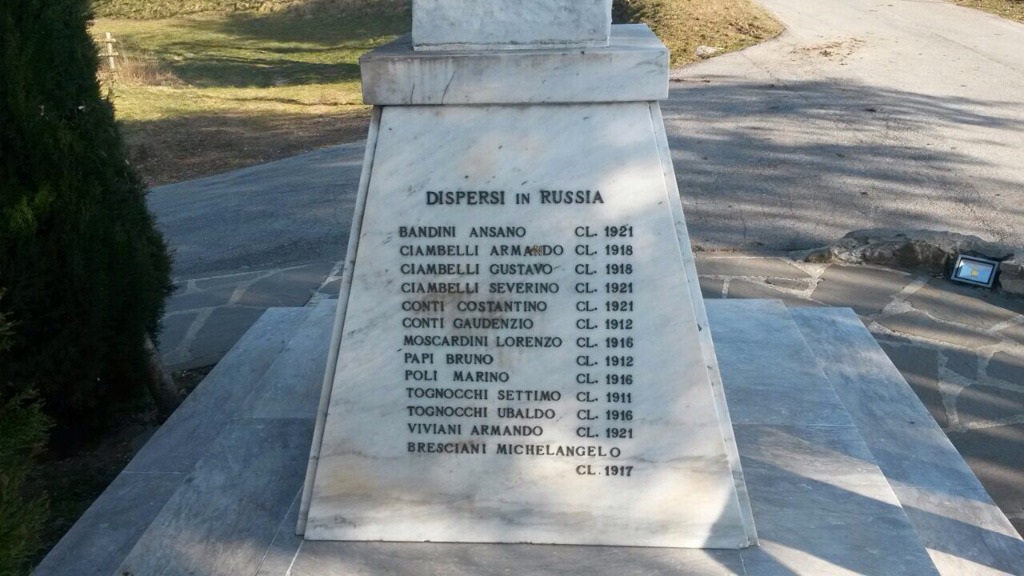 DISPERSI IN RUSSIA
BANDINI ANSANO CL. 1921
CIAMBELLI ARMANDO CL. 1918
CIAMBELLI GUSTAVO CL. 1918
CIAMBELLI SEVERINO CL. 1921
CONTI COSTANTINO CL. 1921
CONTI GAUDENZIO CL. 1912
MOSCARDINI LORENZO CL. 1916
PAPI BRUNO CL. 1912
POLI MARINO CL. 1916
TOGNOCCHI SETTIMO CL. 1911
TOGNOCCHI UBALDO CL. 1916
VIVIANI ARMANDO CL. 1921
BRESCIANI MICHELANGELO
CL. 1917